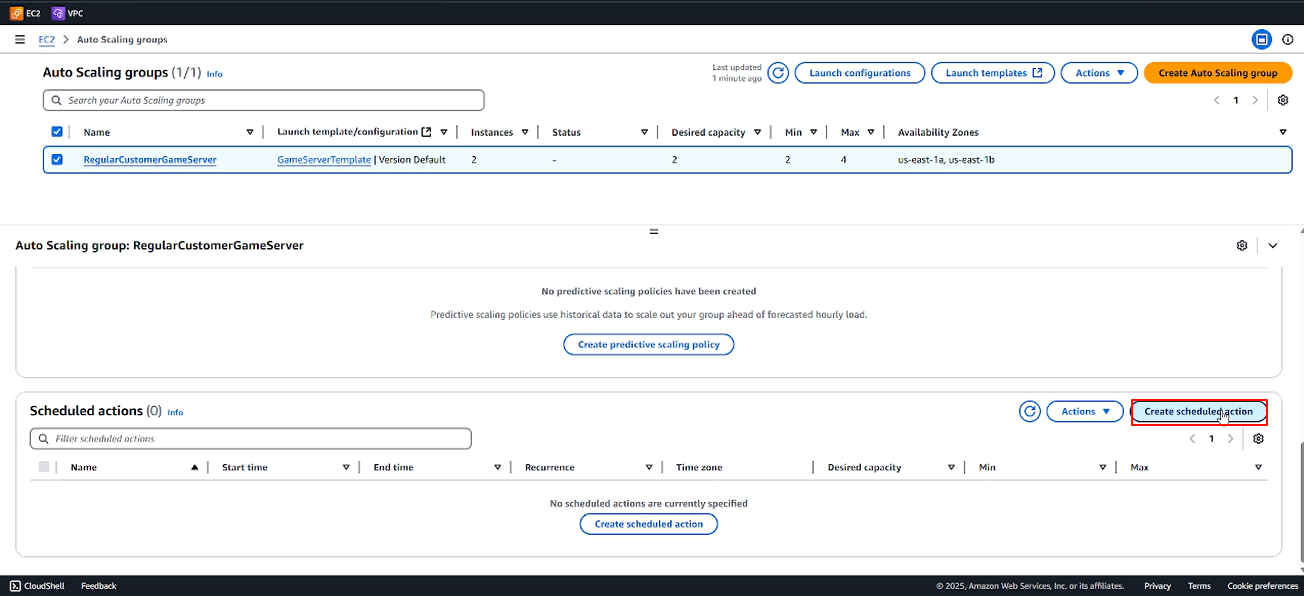 EC2 VPC
EC2 > Auto Scaling groups
Auto Scaling groups (1/1) Info
Last updated
1 minute ago
Launch configurations
Launch templates
Actions
Create Auto Scaling group
Search your Auto Scaling groups
1
Name Launch template/configuration Instances Status Desired capacity Min Max Availability Zones
RegularCustomerGameServer GameServerTemplate | Version Default 2 - 2 2 4 us-east-1a, us-east-1b
Auto Scaling group: RegularCustomerGameServer
No predictive scaling policies have been created
Predictive scaling policies use historical data to scale out your group ahead of forecasted hourly load.
Create predictive scaling policy
Scheduled actions (0) Info
Actions
Create scheduled action
Filter scheduled actions
1
Name Start time End time Recurrence Time zone Desired capacity Min Max
No scheduled actions are currently specified
Create scheduled action
CloudShell Feedback © 2025, Amazon Web Services, Inc. or its affiliates. Privacy Terms Cookie preferences